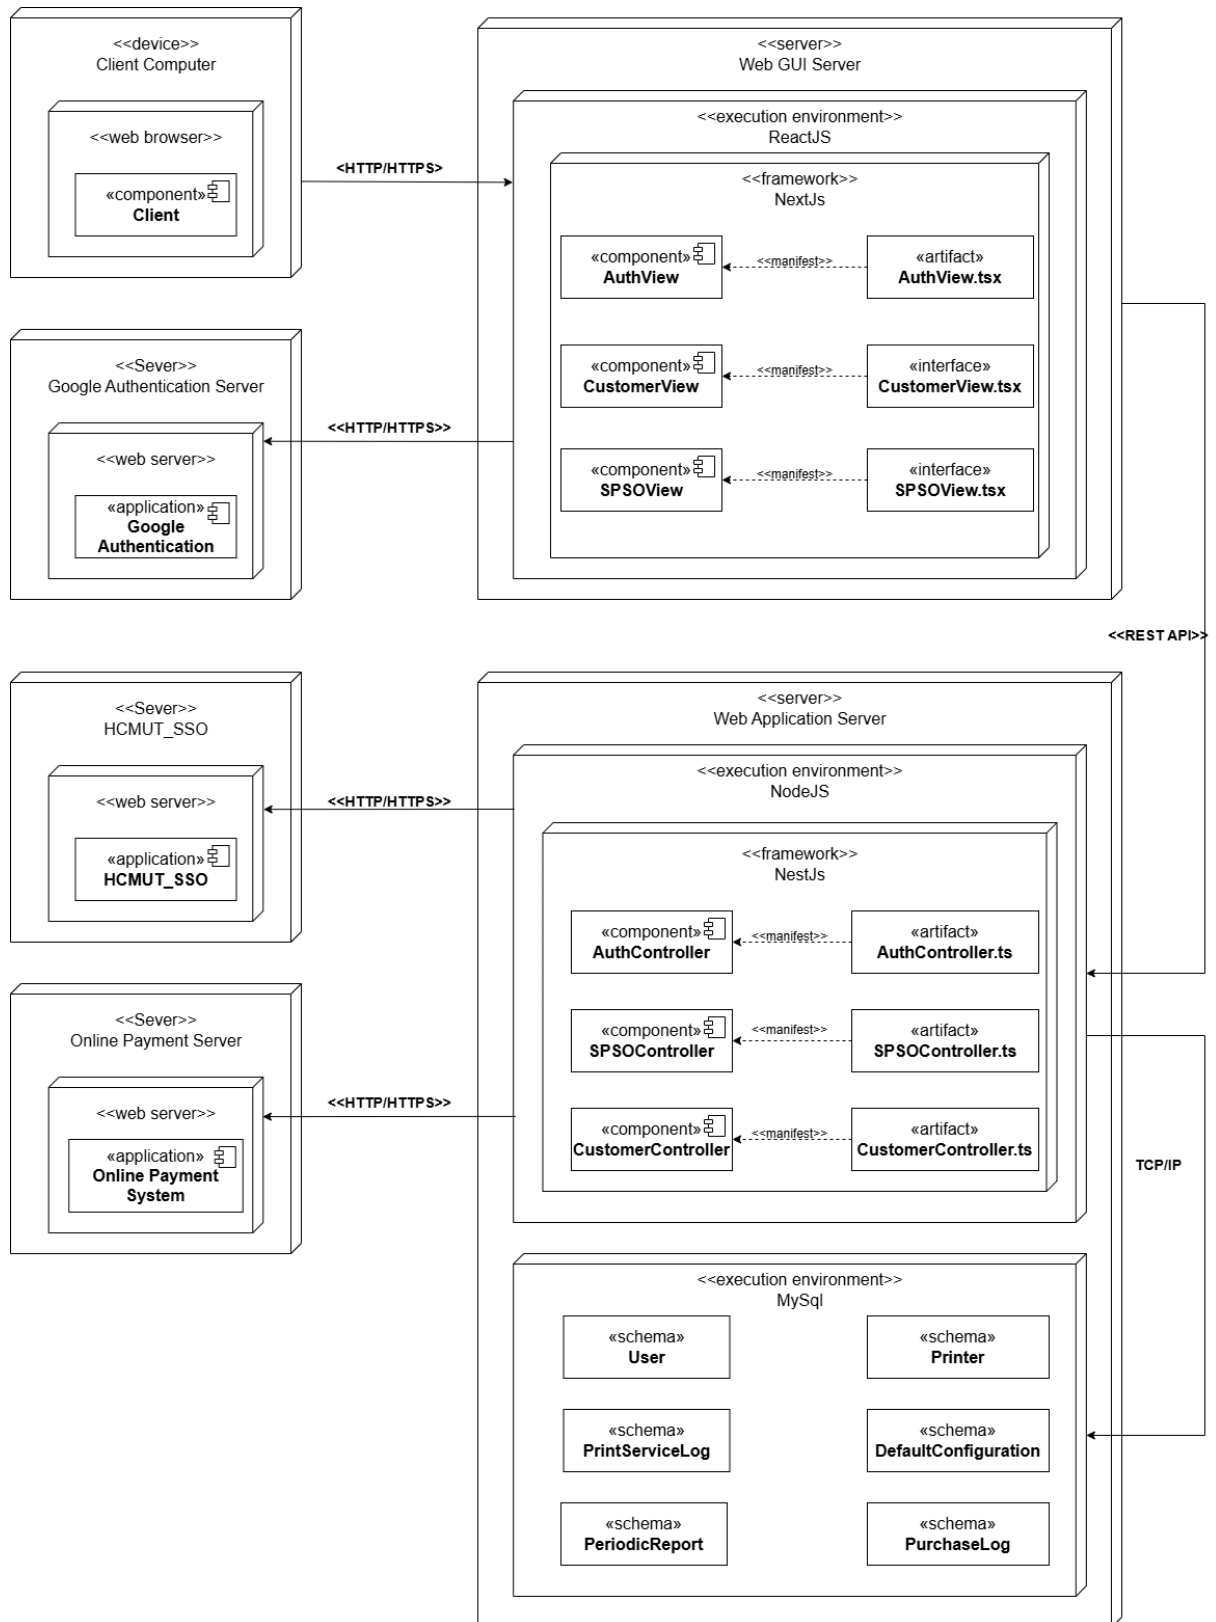 <<device>>
Client Computer
<<web browser>>
«component»
Client
<HTTP/HTTPS>
<<server>>
Web GUI Server
<<execution environment>>
ReactJS
<<framework>>
NextJs
«component»
AuthView
<<manifest>>
«artifact»
AuthView.tsx
«component»
CustomerView
<<manifest>>
«interface»
CustomerView.tsx
«component»
SPSOView
<<manifest>>
«interface»
SPSOView.tsx
<<Sever>>
Google Authentication Server
<<web server>>
«application»
Google
Authentication
<<HTTP/HTTPS>>
<<REST API>>
<<Sever>>
HCMUT_SSO
<<web server>>
«application»
HCMUT_SSO
<<HTTP/HTTPS>>
<<server>>
Web Application Server
<<execution environment>>
NodeJS
<<framework>>
NestJs
«component»
AuthController
<<manifest>>
«artifact»
AuthController.ts
«component»
SPSOController
<<manifest>>
«artifact»
SPSOController.ts
«component»
CustomerController
<<manifest>>
«artifact»
CustomerController.ts
<<Sever>>
Online Payment Server
<<web server>>
«application»
Online Payment
System
<<HTTP/HTTPS>>
TCP/IP
<<execution environment>>
MySql
«schema»
User
«schema»
Printer
«schema»
PrintServiceLog
«schema»
DefaultConfiguration
«schema»
PeriodicReport
«schema»
PurchaseLog